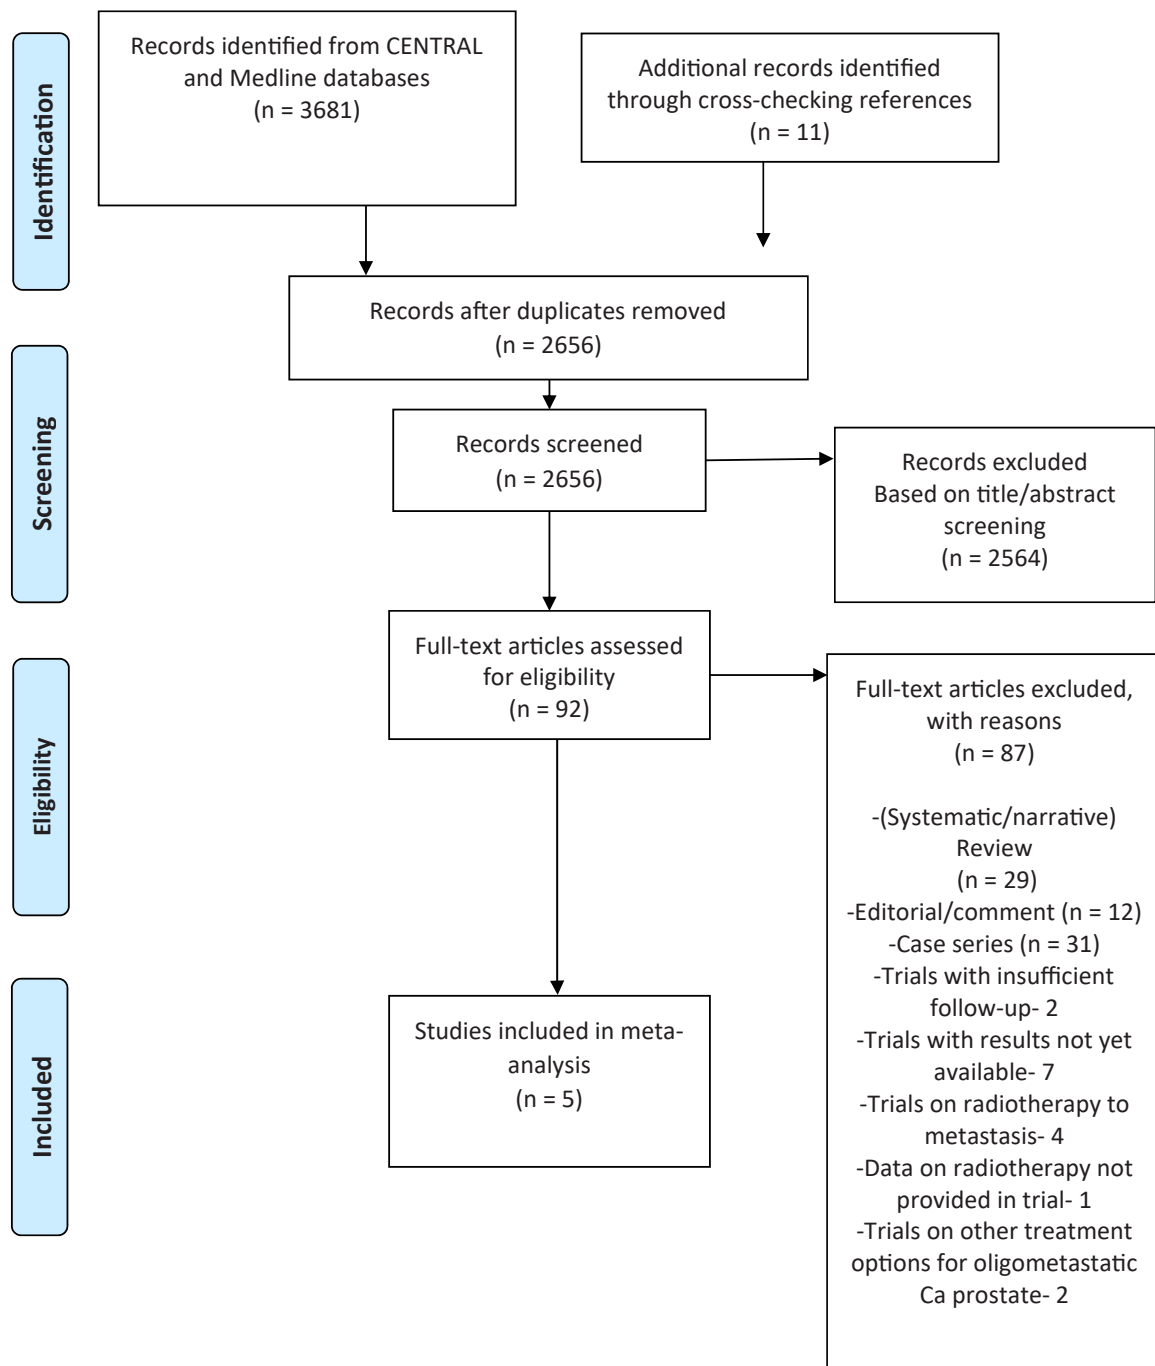 Identification
Records identified from CENTRAL
and Medline databases
(n = 3681)
Additional records identified
through cross-checking references
(n = 11)
Records after duplicates removed
(n = 2656)
Screening
Records screened
(n = 2656)
Records excluded
Based on title/abstract
screening
(n = 2564)
Eligibility
Full-text articles assessed
for eligibility
(n = 92)
Full-text articles excluded,
with reasons
(n = 87)
-(Systematic/narrative)
Review
(n = 29)
-Editorial/comment (n = 12)
-Case series (n = 31)
-Trials with insufficient
follow-up- 2
-Trials with results not yet
available- 7
-Trials on radiotherapy to
metastasis- 4
-Data on radiotherapy not
provided in trial- 1
-Trials on other treatment
options for oligometastatic
Ca prostate- 2
Included
Studies included in meta-
analysis
(n = 5)